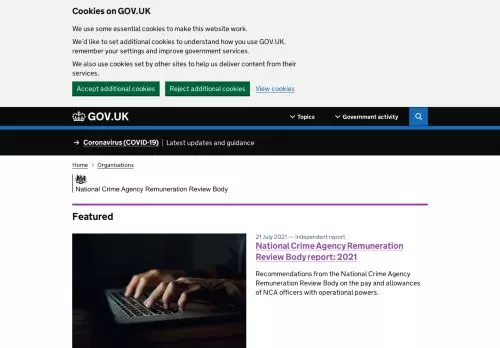 Cookies on GOV.UK
We use some essential cookies to make this website work.
We'd like to set additional cookies to understand how you use GOV.UK,
remember your settings and improve government services.
We also use cookies set by other sites to help us deliver content from their
services.
Accept additional cookies Reject additional cookies View cookies
GOV.UK Topics Government activity
→ Coronavirus (COVID-19) Latest updates and guidance
Home > Organisations
National Crime Agency Remuneration Review Body
Featured
21 July 2021 — Independent report
National Crime Agency Remuneration
Review Body report: 2021
Recommendations from the National Crime Agency
Remuneration Review Body on the pay and allowances
of NCA officers with operational powers.